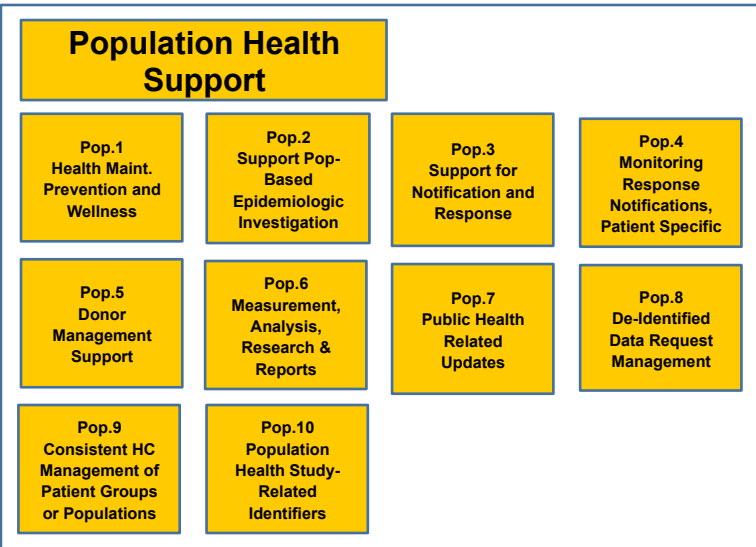 Population Health
Support
Pop.1
Health Maint.
Prevention and
Wellness
Pop.2
Support Pop-
Based
Epidemiologic
Investigation
Pop.3
Support for
Notification and
Response
Pop.4
Monitoring
Response
Notifications,
Patient Specific
Pop.5
Donor
Management
Support
Pop.6
Measurement,
Analysis,
Research &
Reports
Pop.7
Public Health
Related
Updates
Pop.8
De-Identified
Data Request
Management
Pop.9
Consistent HC
Management of
Patient Groups
or Populations
Pop.10
Population
Health Study-
Related
Identifiers